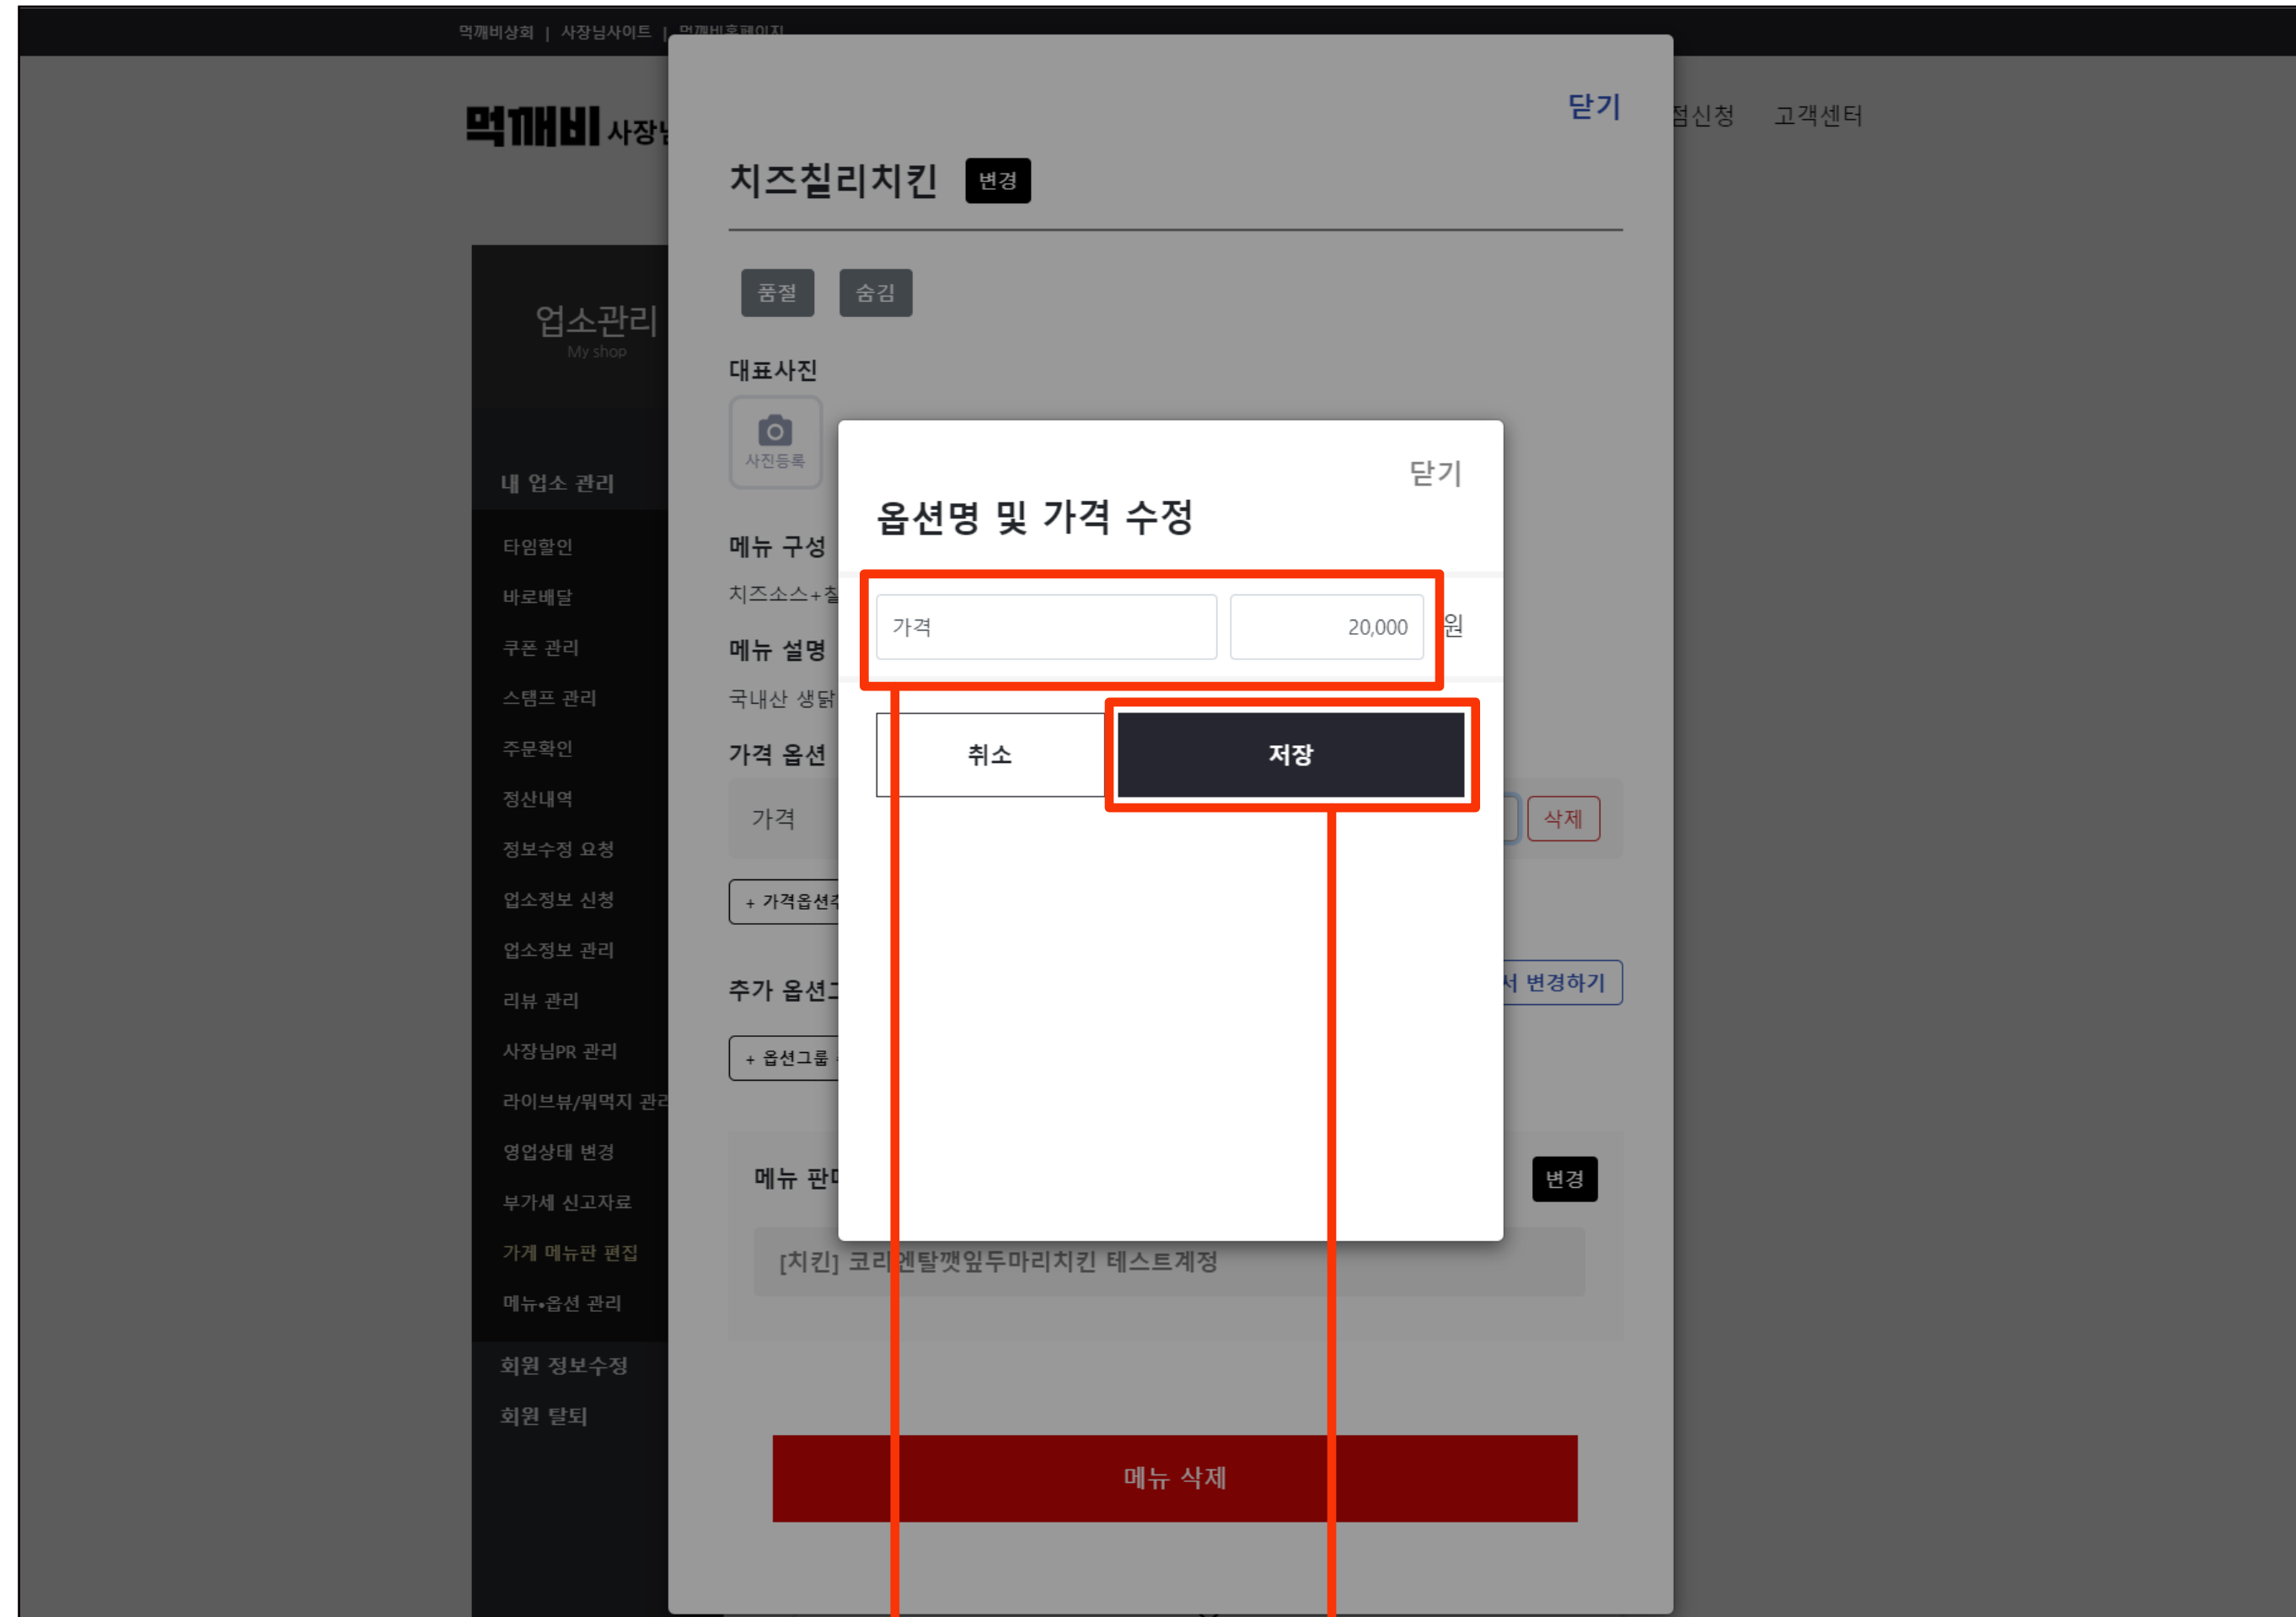 먹깨비상회 | 사장님사이트 | 먹깨비홈페이지
먹깨비 사장님
점신청 고객센터
닫기
치즈칠리치킨 변경
품절 숨김
대표사진
사진등록
업소관리
My shop
내 업소 관리
타임할인
바로배달
쿠폰 관리
스탬프 관리
주문확인
정산내역
정보수정 요청
업소정보 신청
업소정보 관리
리뷰 관리
사장님PR 관리
라이브뷰/뭐먹지 관리
영업상태 변경
부가세 신고자료
가게 메뉴판 편집
메뉴•옵션 관리
회원 정보수정
회원 탈퇴
메뉴 구성
치즈소스+칠
메뉴 설명
국내산 생닭
가격 옵션
가격
삭제
+ 가격옵션
추가 옵션
서 변경하기
+ 옵션그룹
메뉴 판매
변경
[치킨] 코리엔탈깻잎두마리치킨 테스트계정
메뉴 삭제
닫기
옵션명 및 가격 수정
가격 20,000 원
취소 저장